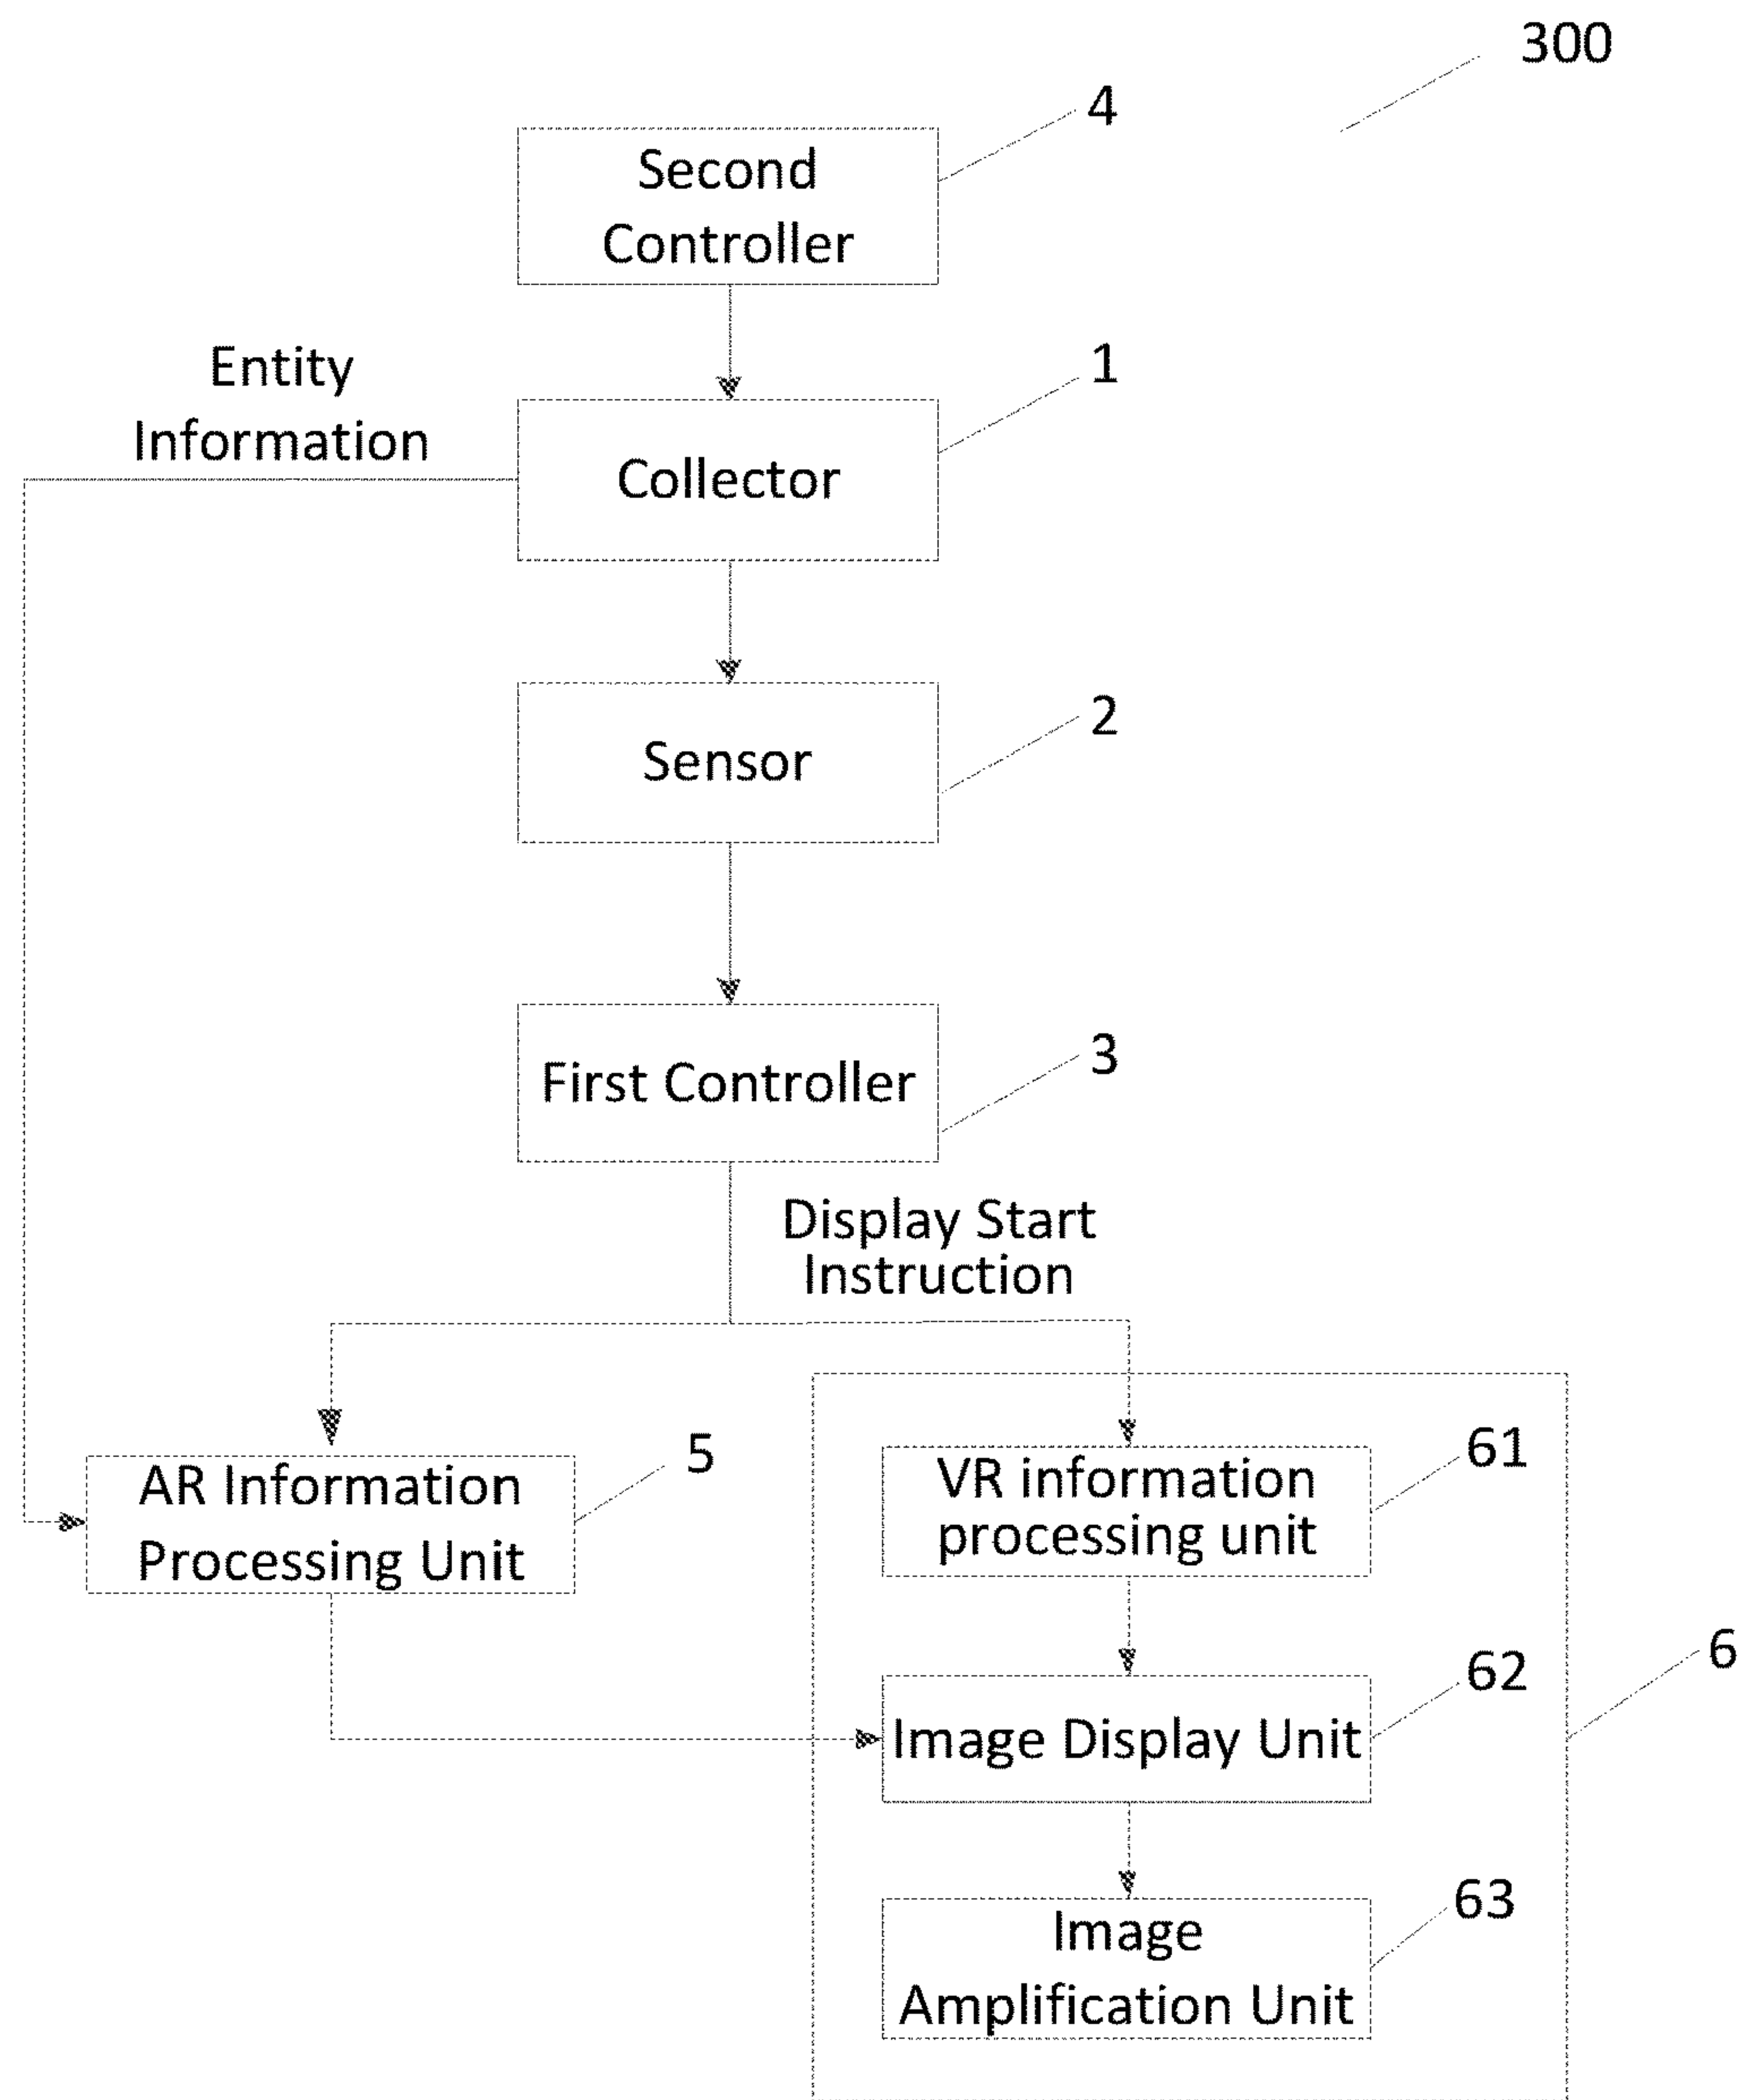 300
4
Second
Controller
Entity
Information
1
Collector
2
Sensor
3
First Controller
Display Start
Instruction
5
AR Information
Processing Unit
61
VR information
processing unit
6
62
Image Display Unit
63
Image
Amplification Unit